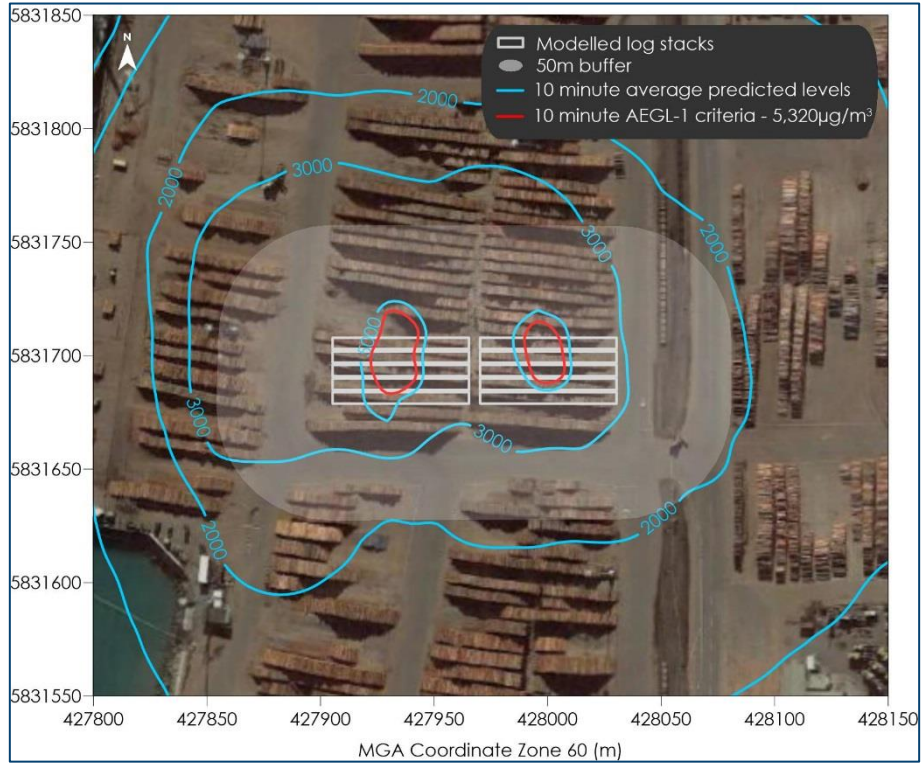 5831850
N
Modelled log stacks
50m buffer
10 minute average predicted levels
10 minute AEGL-1 criteria - 5,320µg/m³
5831800
2000
2000
3000
5831750
3000
2000
3000
5831700
3000
3000
5831650
2000
2000
5831600
5831550
427800 427850 427900 427950 428000 428050 428100 428150
MGA Coordinate Zone 60 (m)